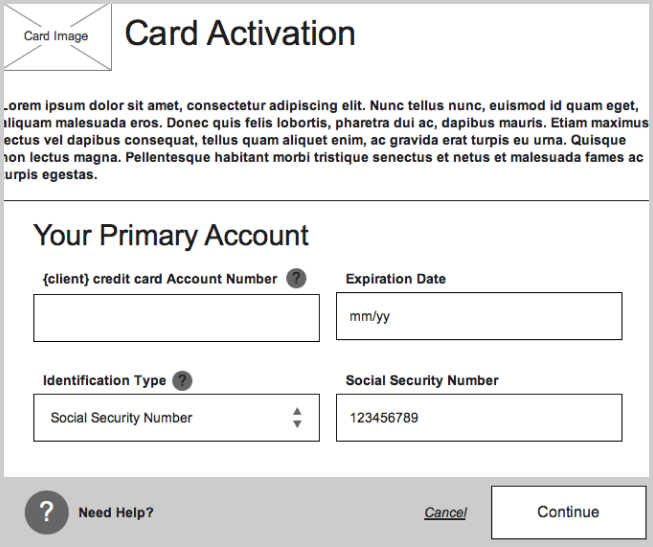 Card Image
Card Activation
Lorem ipsum dolor sit amet, consectetur adipiscing elit. Nunc tellus nunc, euismod id quam eget,
aliquam malesuada eros. Donec quis felis lobortis, pharetra dui ac, dapibus mauris. Etiam maximus
lectus vel dapibus consequat, tellus quam aliquet enim, ac gravida erat turpis eu urna. Quisque
non lectus magna. Pellentesque habitant morbi tristique senectus et netus et malesuada fames ac
turpis egestas.
Your Primary Account
{client} credit card Account Number ? Expiration Date
mm/yy
Identification Type ? Social Security Number
Social Security Number 123456789
? Need Help? Cancel Continue